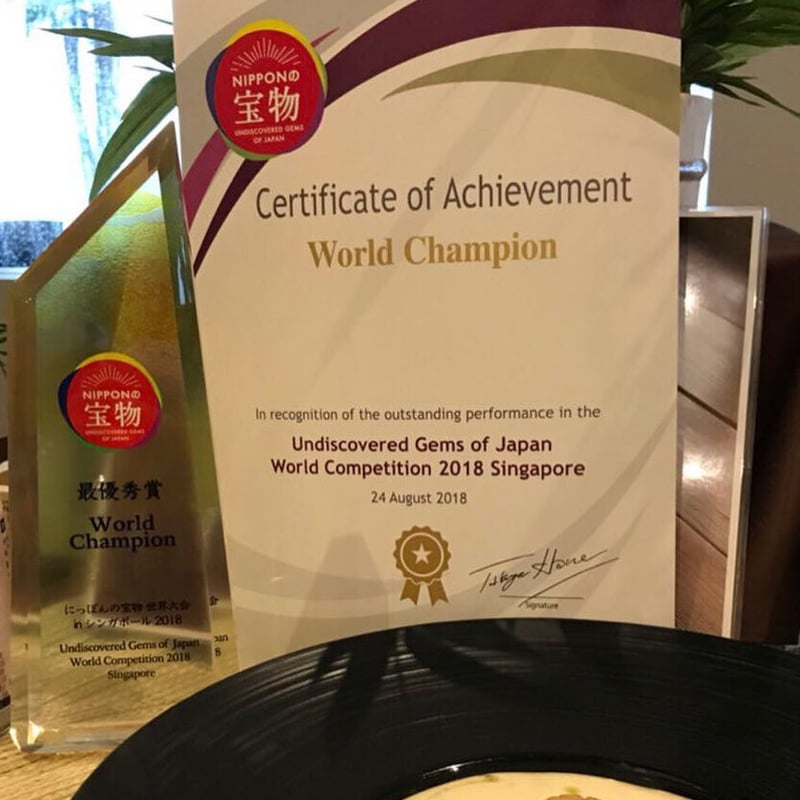 NIPPONの
宝物
UNDISCOVERED GEMS
OF JAPAN
Certificate of Achievement
World Champion
In recognition of the outstanding performance in the
Undiscovered Gems of Japan
World Competition 2018 Singapore
24 August 2018
Signature
NIPPONの
宝物
UNDISCOVERED GEMS
OF JAPAN
最優秀賞
World
Champion
にっぽんの宝物 世界大会
in シンガポール 2018
Undiscovered Gems of Japan
World Competition 2018
Singapore